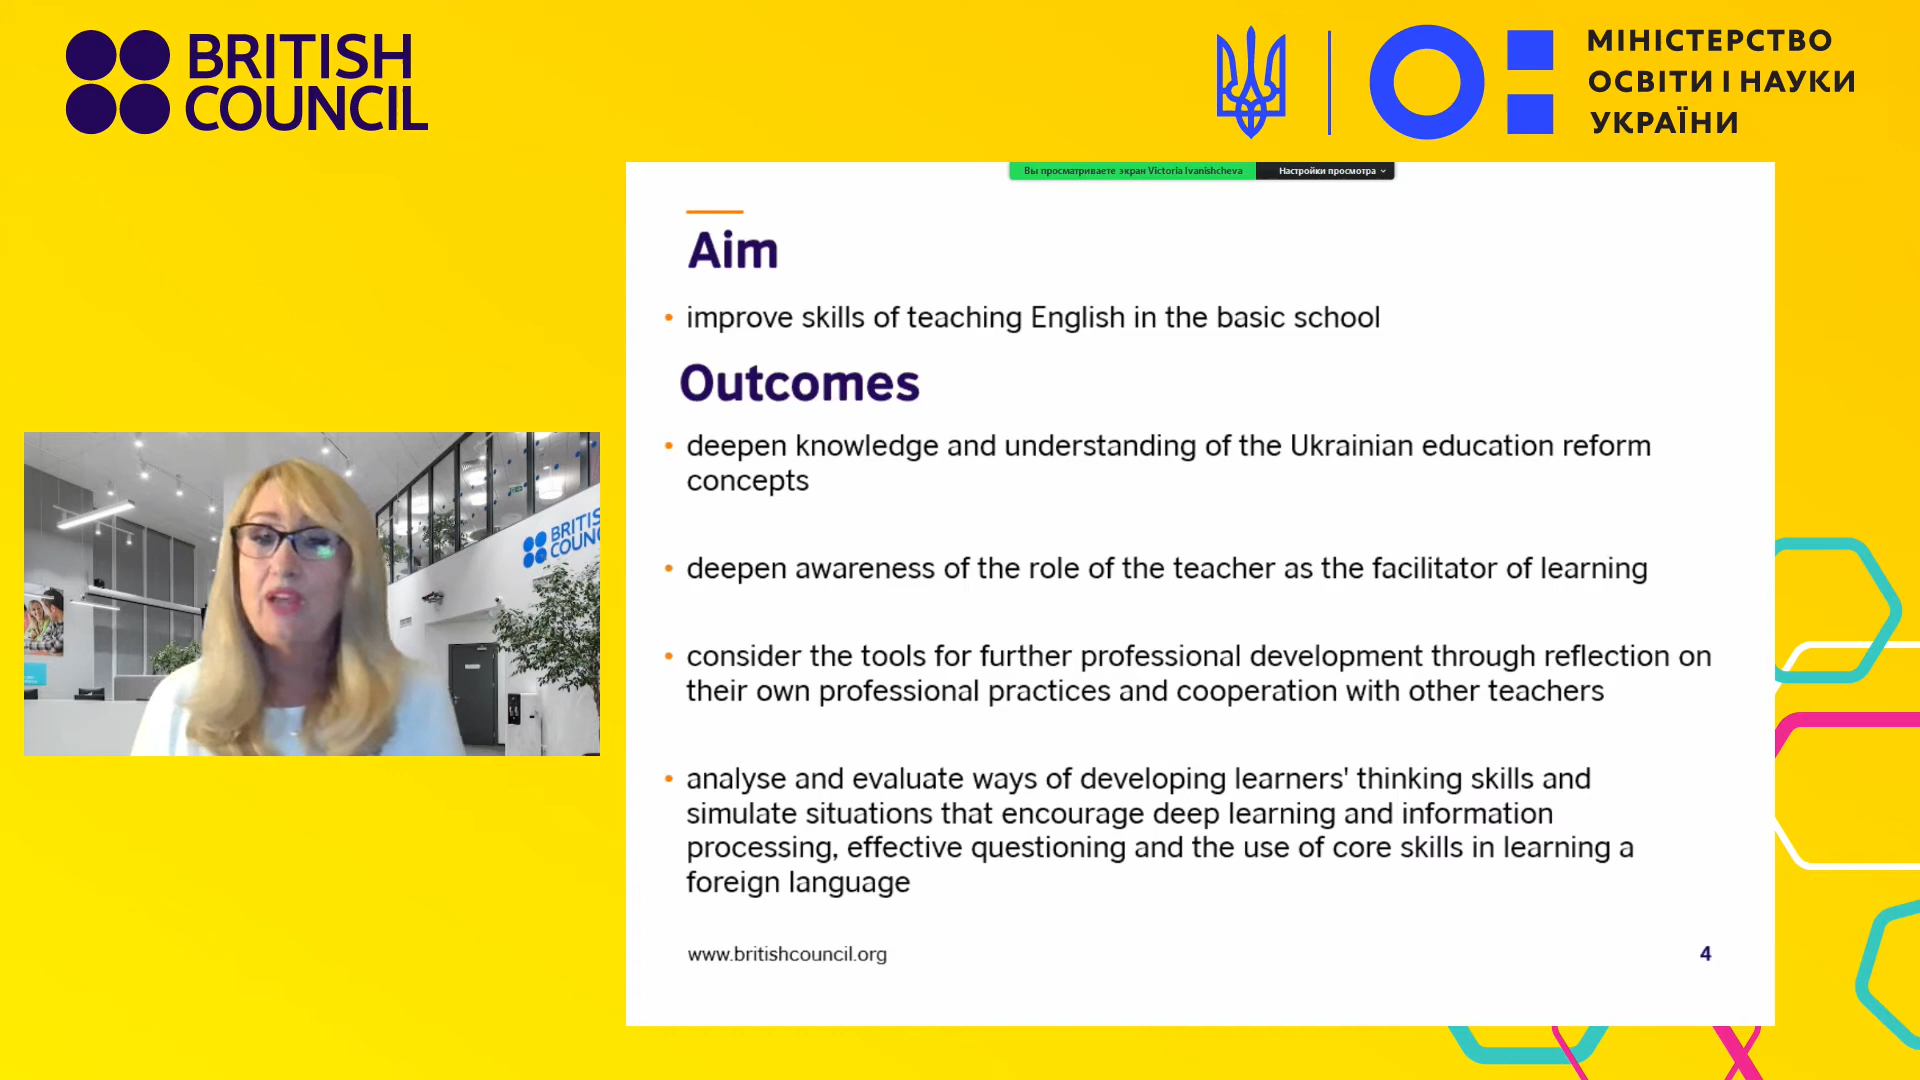 BRITISH
COUNCIL
МІНІСТЕРСТВО
ОСВІТИ І НАУКИ
УКРАЇНИ
Вы просматриваете экран Victoria Ivanishcheva
Настройки просмотра
Aim
• improve skills of teaching English in the basic school
Outcomes
• deepen knowledge and understanding of the Ukrainian education reform
concepts
• deepen awareness of the role of the teacher as the facilitator of learning
• consider the tools for further professional development through reflection on
their own professional practices and cooperation with other teachers
• analyse and evaluate ways of developing learners' thinking skills and
simulate situations that encourage deep learning and information
processing, effective questioning and the use of core skills in learning a
foreign language
www.britishcouncil.org
4
BRITIS
COUN